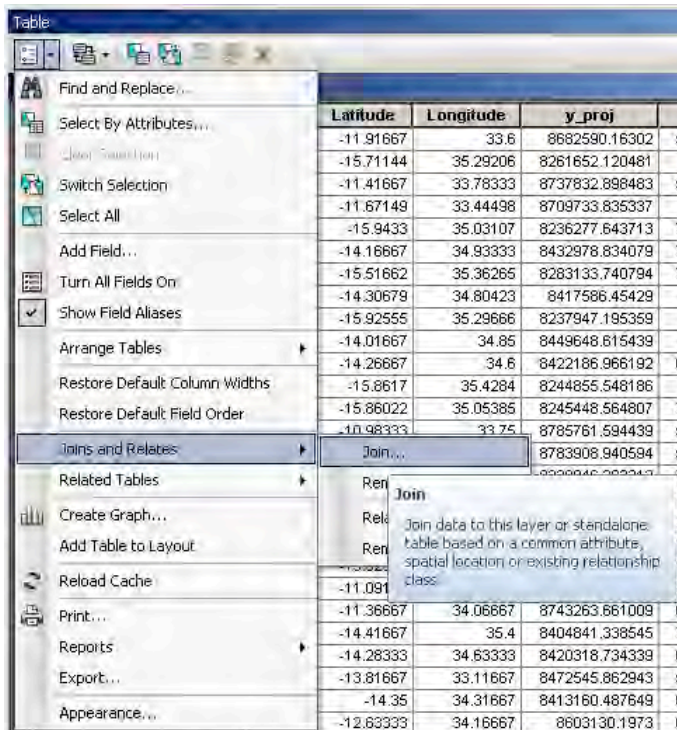 Table
Find and Replace...
Select By Attributes...
Clear Selection
Switch Selection
Select All
Add Field...
Turn All Fields On
Show Field Aliases
Arrange Tables
Restore Default Column Widths
Restore Default Field Order
Joins and Relates
Related Tables
Create Graph...
Add Table to Layout
Reload Cache
Print...
Reports
Export...
Appearance...
Join...
Join
Join data to this layer or standalone
table based on a common attribute,
spatial location or existing relationship
class.
Latitude Longitude y_proj
-11.91667 33.6 8682590.16302
-15.71144 35.29206 8261652.120481
-11.41667 33.78333 8737832.898483
-11.67149 33.44498 8709733.835337
-15.9433 35.03107 8236277.643713
-14.16667 34.93333 8432978.834079
-15.51662 35.36265 8283133.740794
-14.30679 34.80423 8417586.45429
-15.92555 35.29666 8237947.195359
-14.01667 34.85 8449648.615439
-14.26667 34.6 8422186.966192
-15.8617 35.4284 8244855.548186
-15.86022 35.05385 8245448.564807
-10.98333 33.75 8785761.594439
8783908.940594
-11.36667 34.06667 8743263.661009
-14.41667 35.4 8404841.338545
-14.28333 34.63333 8420318.734339
-13.81667 33.11667 8472545.862943
-14.35 34.31667 8413160.487649
-12.63333 34.16667 8603130.1973